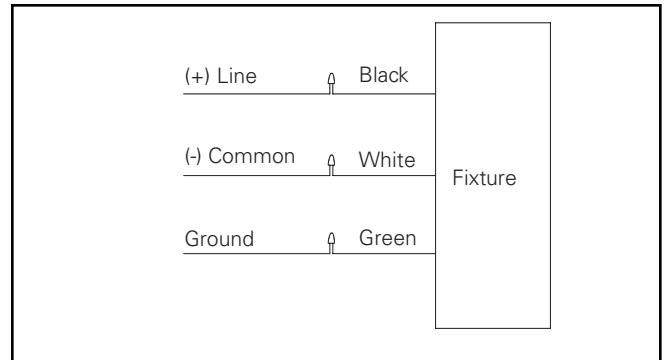 (+) Line Black
(-) Common White
Fixture
Ground Green